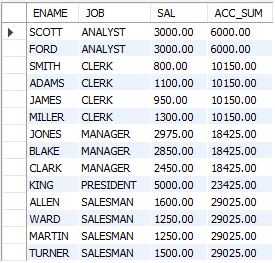 ENAME JOB SAL ACC_SUM
SCOTT ANALYST 3000.00 6000.00
FORD ANALYST 3000.00 6000.00
SMITH CLERK 800.00 10150.00
ADAMS CLERK 1100.00 10150.00
JAMES CLERK 950.00 10150.00
MILLER CLERK 1300.00 10150.00
JONES MANAGER 2975.00 18425.00
BLAKE MANAGER 2850.00 18425.00
CLARK MANAGER 2450.00 18425.00
KING PRESIDENT 5000.00 23425.00
ALLEN SALESMAN 1600.00 29025.00
WARD SALESMAN 1250.00 29025.00
MARTIN SALESMAN 1250.00 29025.00
TURNER SALESMAN 1500.00 29025.00